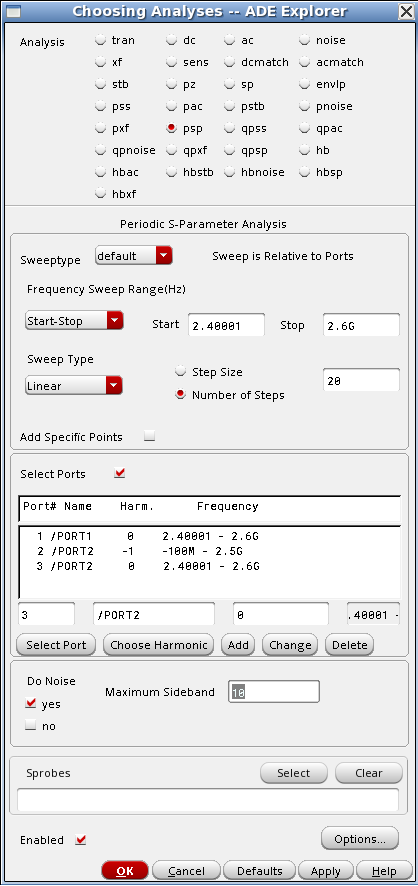 Choosing Analyses -- ADE Explorer
Analysis tran dc ac noise
xf sens dcmatch acmatch
stb pz sp envlp
pss pac pstb pnoise
pxf psp qpss qpac
qpnoise qpxf qpsp hb
hbac hbstb hbnoise hbsp
hbxf
Periodic S-Parameter Analysis
Sweeptype default Sweep is Relative to Ports
Frequency Sweep Range(Hz)
Start-Stop Start 2.40001 Stop 2.6G
Sweep Type
Linear
Step Size
Number of Steps
20
Add Specific Points
Select Ports
Port# Name Harm. Frequency
1 /PORT1 0 2.40001 - 2.6G
2 /PORT2 -1 -100M - 2.5G
3 /PORT2 0 2.40001 - 2.6G
3 /PORT2 0 .40001 -
Select Port Choose Harmonic Add Change Delete
Do Noise
yes
no
Maximum Sideband 10
Sprobes Select Clear
Enabled Options...
OK Cancel Defaults Apply Help